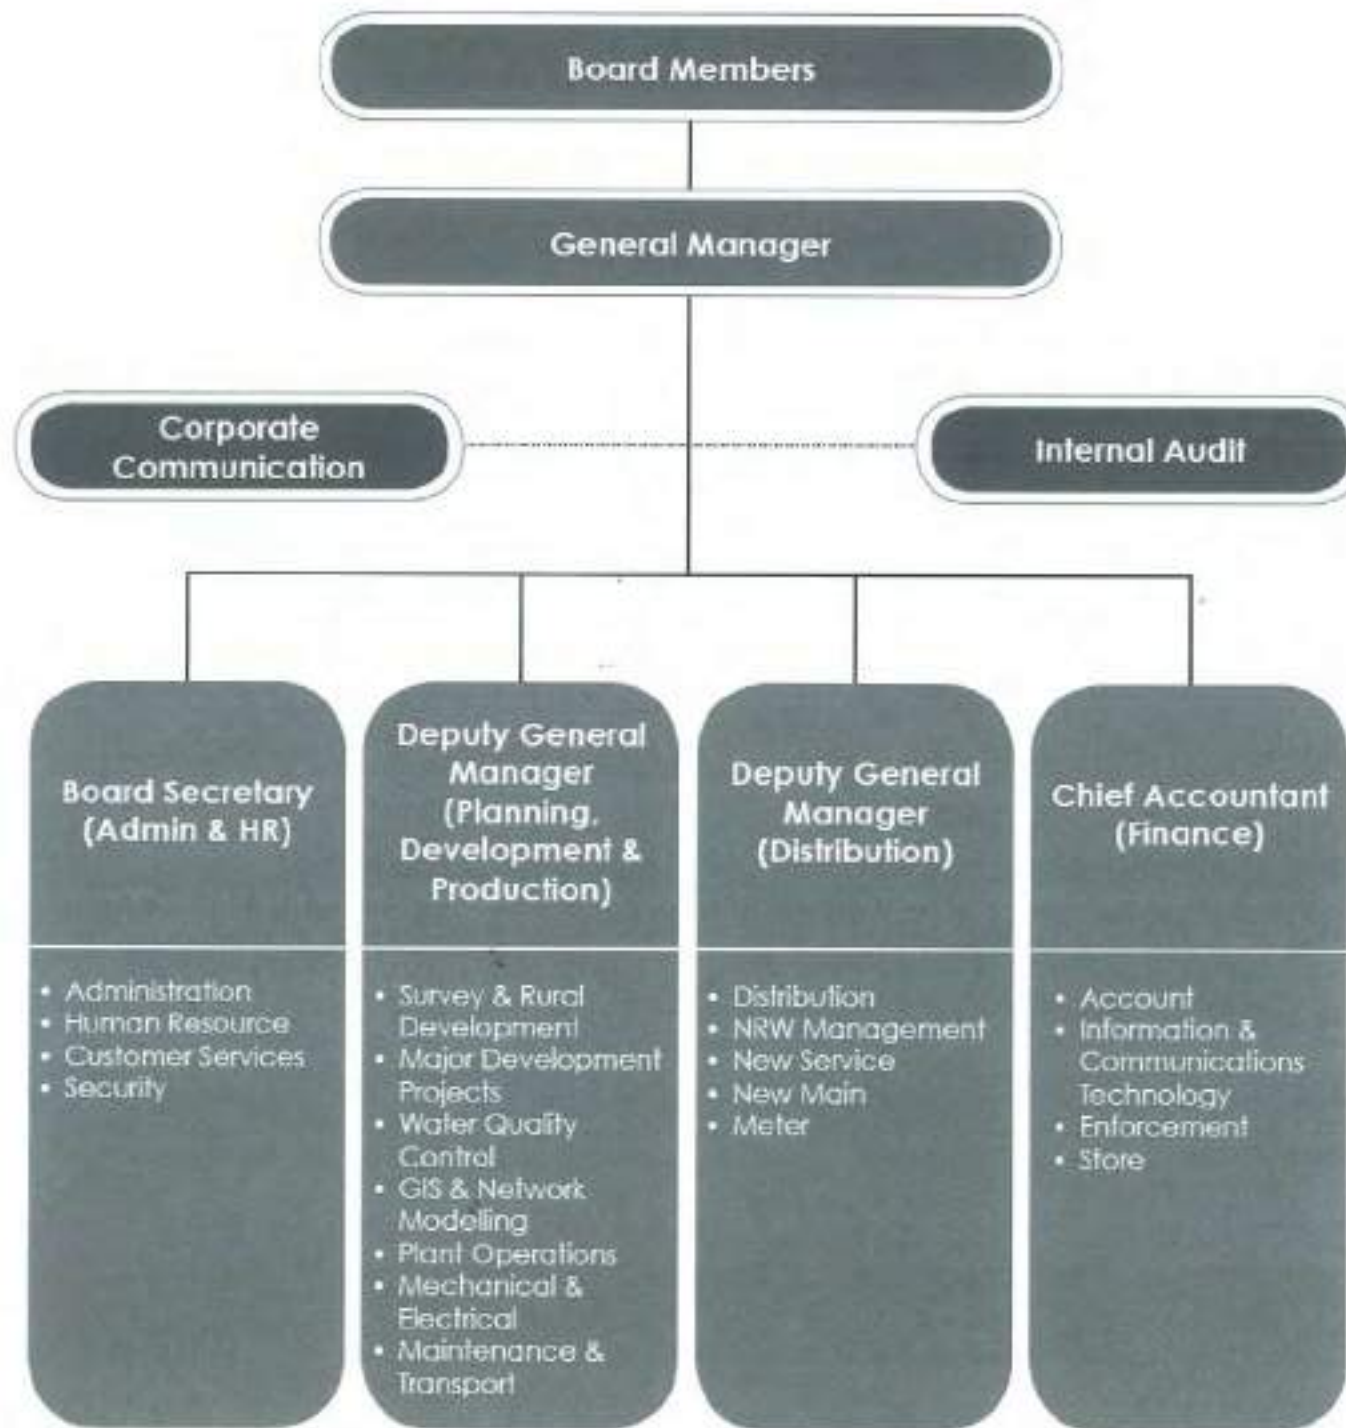 Board Members
General Manager
Corporate
Communication
Internal Audit
Board Secretary
(Admin & HR)
• Administration
• Human Resource
• Customer Services
• Security
Deputy General
Manager
(Planning,
Development &
Production)
• Survey & Rural
Development
• Major Development
Projects
• Water Quality
Control
• GIS & Network
Modelling
• Plant Operations
• Mechanical &
Electrical
• Maintenance &
Transport
Deputy General
Manager
(Distribution)
• Distribution
• NRW Management
• New Service
• New Main
• Meter
Chief Accountant
(Finance)
• Account
• Information &
Communications
Technology
• Enforcement
• Store